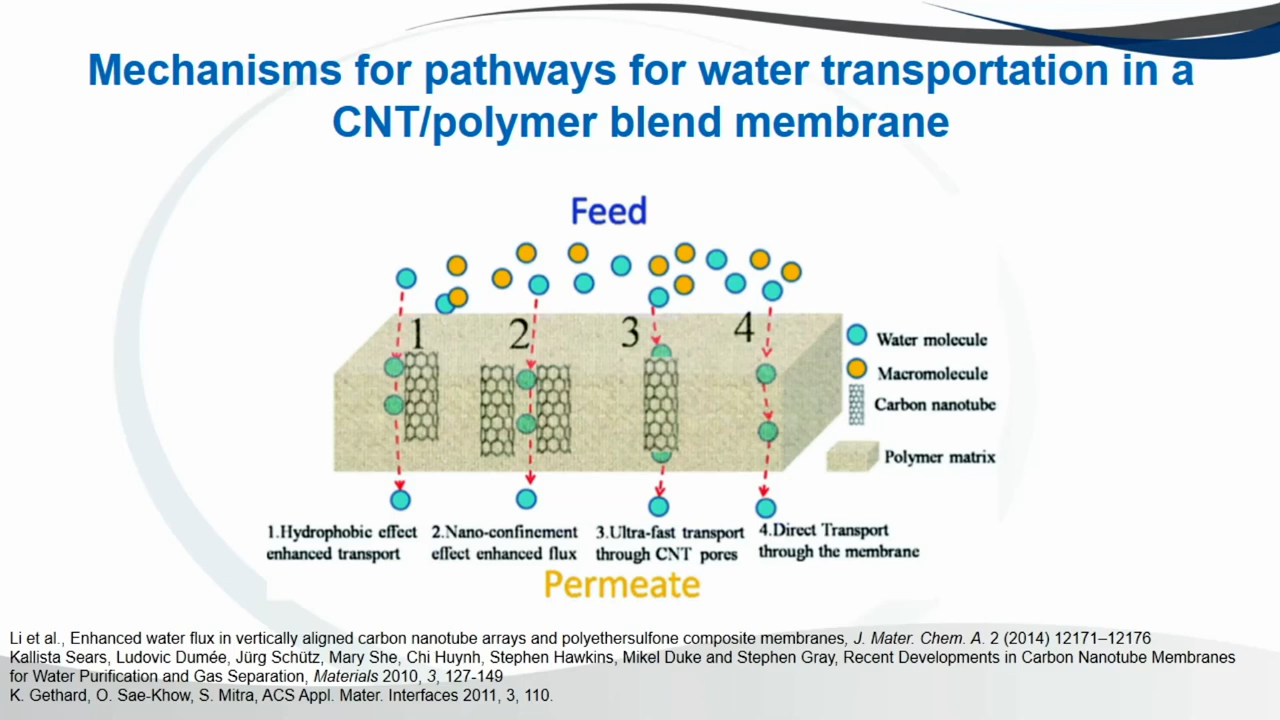 Mechanisms for pathways for water transportation in a
CNT/polymer blend membrane
Feed
1 2 3 4
Water molecule
Macromolecule
Carbon nanotube
Polymer matrix
1.Hydrophobic effect
enhanced transport
2.Nano-confinement
effect enhanced flux
3.Ultra-fast transport
through CNT pores
4.Direct Transport
through the membrane
Permeate
Li et al., Enhanced water flux in vertically aligned carbon nanotube arrays and polyethersulfone composite membranes, J. Mater. Chem. A. 2 (2014) 12171–12176
Kallista Sears, Ludovic Dumée, Jürg Schütz, Mary She, Chi Huynh, Stephen Hawkins, Mikel Duke and Stephen Gray, Recent Developments in Carbon Nanotube Membranes
for Water Purification and Gas Separation, Materials 2010, 3, 127-149
K. Gethard, O. Sae-Khow, S. Mitra, ACS Appl. Mater. Interfaces 2011, 3, 110.